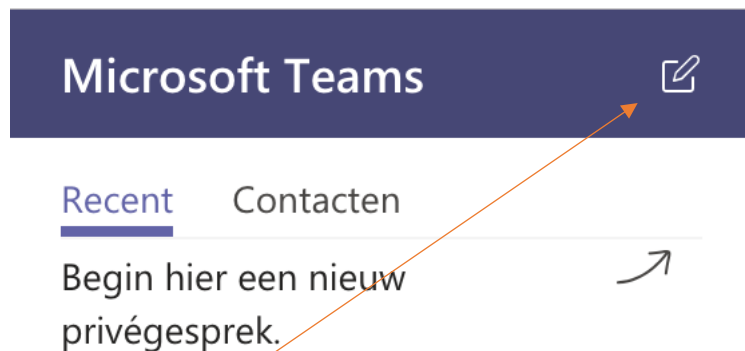 Microsoft Teams
Recent Contacten
Begin hier een nieuw
privégesprek.